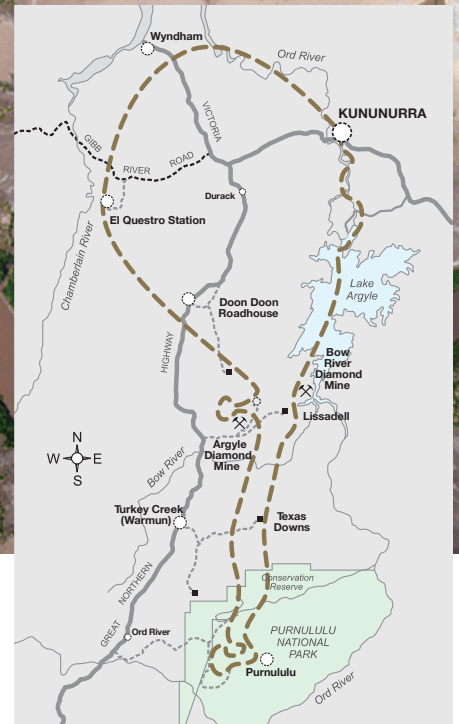 Wyndham
Ord River
KUNUNURRA
VICTORIA
GIBB
RIVER
ROAD
Durack
El Questro Station
Chamberlain River
Lake
Argyle
Doon Doon
Roadhouse
HIGHWAY
Bow
River
Diamond
Mine
Lissadell
Argyle
Diamond
Mine
N
W
E
S
Bow River
Turkey Creek
(Warmun)
Texas
Downs
NORTHERN
GREAT
Conservation
Reserve
Ord River
PURNULULU
NATIONAL
PARK
Purnululu
Ord River